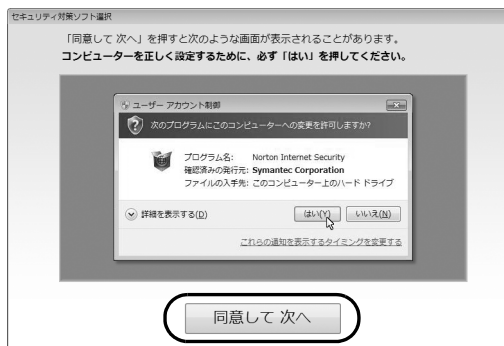 セキュリティ対策ソフト選択
「同意して 次へ」を押すと次のような画面が表示されることがあります。
コンピューターを正しく設定するために、必ず「はい」を押してください。
ユーザー アカウント制御
次のプログラムにこのコンピューターへの変更を許可しますか?
プログラム名: Norton Internet Security
確認済みの発行元: Symantec Corporation
ファイルの入手先: このコンピューター上のハード ドライブ
詳細を表示する(D)
はい(Y)
いいえ(N)
これらの通知を表示するタイミングを変更する
同意して 次へ